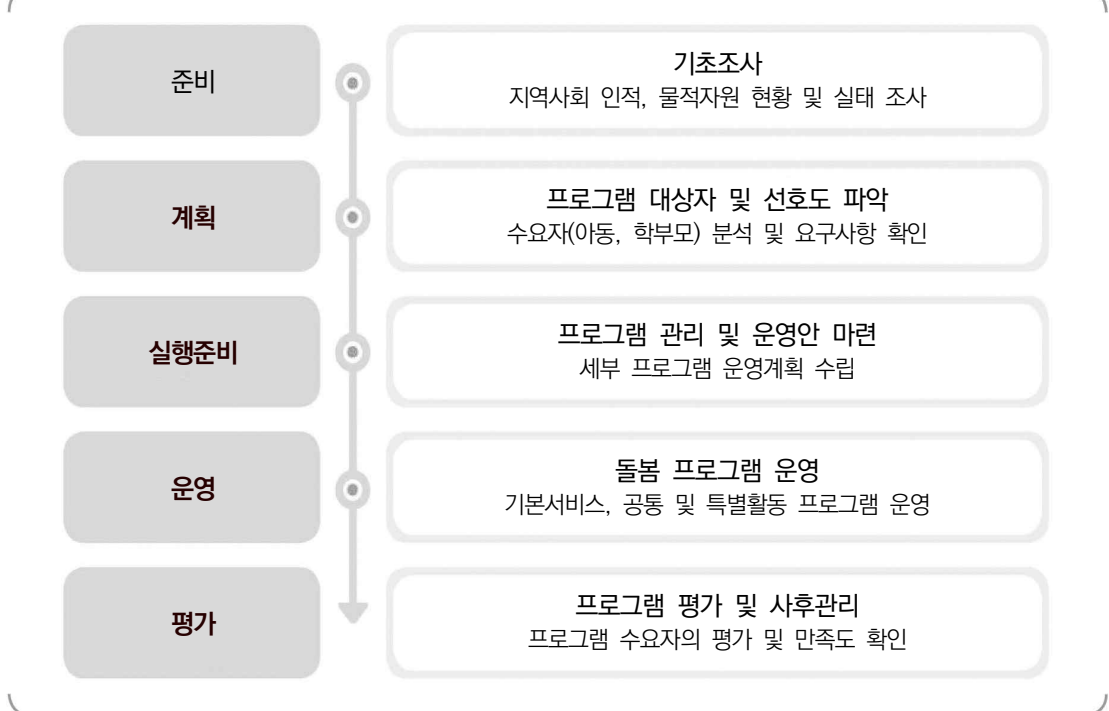 준비
기초조사
지역사회 인적, 물적자원 현황 및 실태 조사
계획
프로그램 대상자 및 선호도 파악
수요자(아동, 학부모) 분석 및 요구사항 확인
실행준비
프로그램 관리 및 운영안 마련
세부 프로그램 운영계획 수립
운영
돌봄 프로그램 운영
기본서비스, 공통 및 특별활동 프로그램 운영
평가
프로그램 평가 및 사후관리
프로그램 수요자의 평가 및 만족도 확인